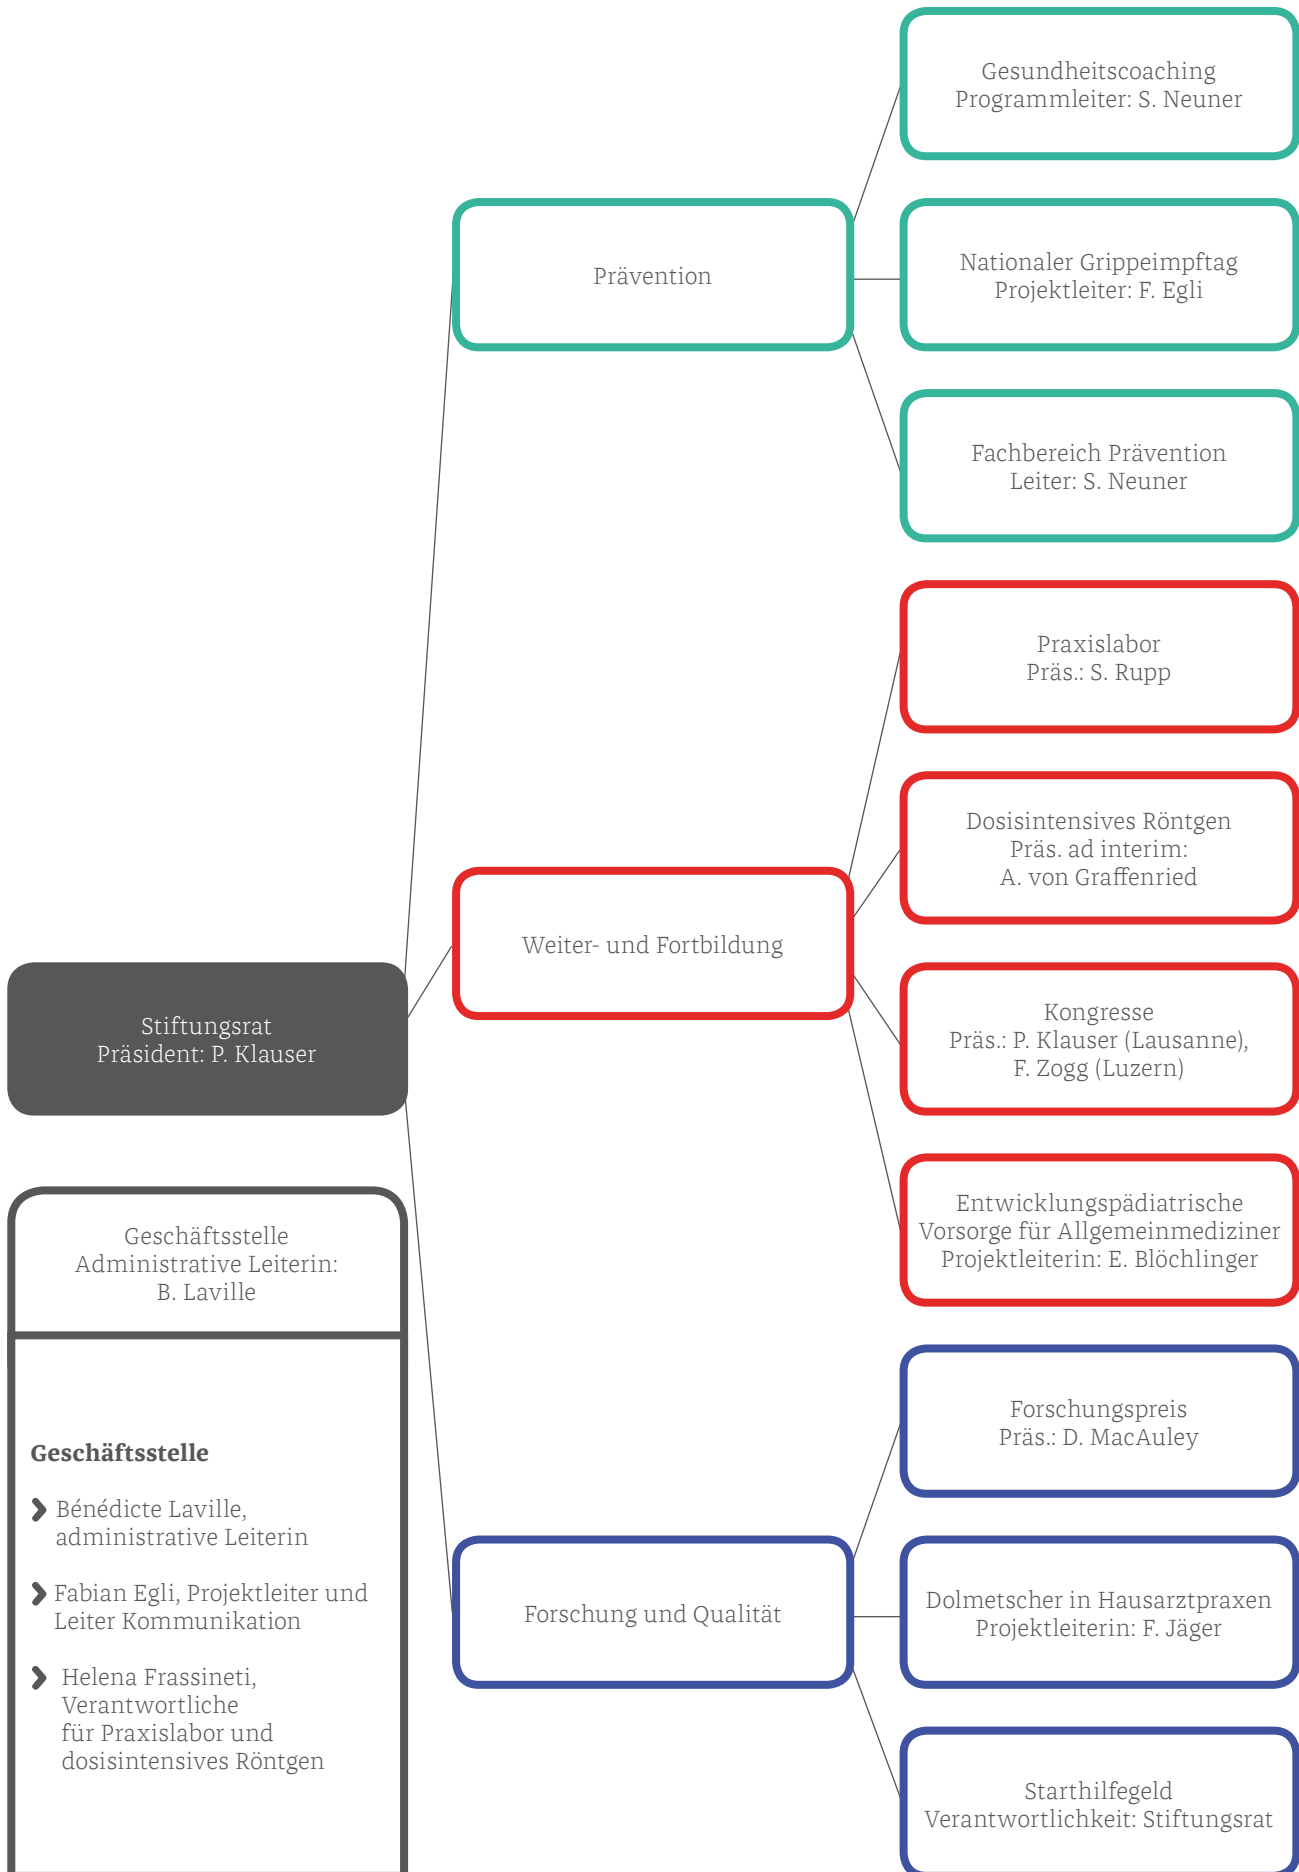 Gesundheitscoaching
Programmleiter: S. Neuner
Prävention
Nationaler Grippeimpftag
Projektleiter: F. Egli
Fachbereich Prävention
Leiter: S. Neuner
Praxislabor
Präs.: S. Rupp
Dosisintensives Röntgen
Präs. ad interim:
A. von Graffenried
Weiter- und Fortbildung
Kongresse
Präs.: P. Klauser (Lausanne),
F. Zogg (Luzern)
Stiftungsrat
Präsident: P. Klauser
Entwicklungspädiatrische
Vorsorge für Allgemeinmediziner
Projektleiterin: E. Blöchlinger
Geschäftsstelle
Administrative Leiterin:
B. Laville
Geschäftsstelle
Bénédicte Laville,
administrative Leiterin
Fabian Egli, Projektleiter und
Leiter Kommunikation
Helena Frassineti,
Verantwortliche
für Praxislabor und
dosisintensives Röntgen
Forschungspreis
Präs.: D. MacAuley
Forschung und Qualität
Dolmetscher in Hausarztpraxen
Projektleiterin: F. Jäger
Starthilfegeld
Verantwortlichkeit: Stiftungsrat